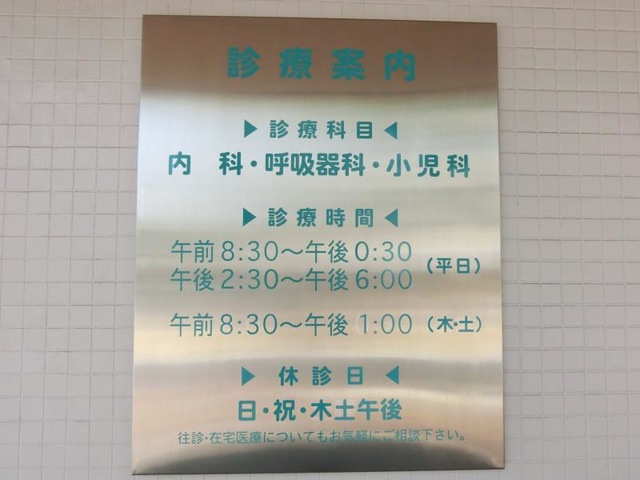 診療案内
▶診療科目◀
内 科・呼吸器科・小児科
▶診療時間◀
午前8:30〜午後0:30
午後2:30〜午後6:00
(平日)
午前8:30〜午後1:00(木・土)
▶休診日◀
日・祝・木土午後
往診・在宅医療についてもお気軽にご相談下さい。